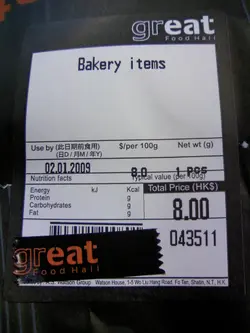 great
Food Hall
Bakery items
Use by (此日期前食用) $/per 100g Net wt (g)
(日D / 月M / 年Y)
02.01.2009 8.0 1 PCS
Nutrition facts Typical value (per 100g)
Energy kJ Kcal Total Price (HK$)
Protein g
Carbohydrates g
Fat g
8.00
043511
great
Food Hall
A.S. Watson Group. Watson House, 1-5 Wo Liu Hang Road, Fo Tan, Shatin, N.T., H.K.